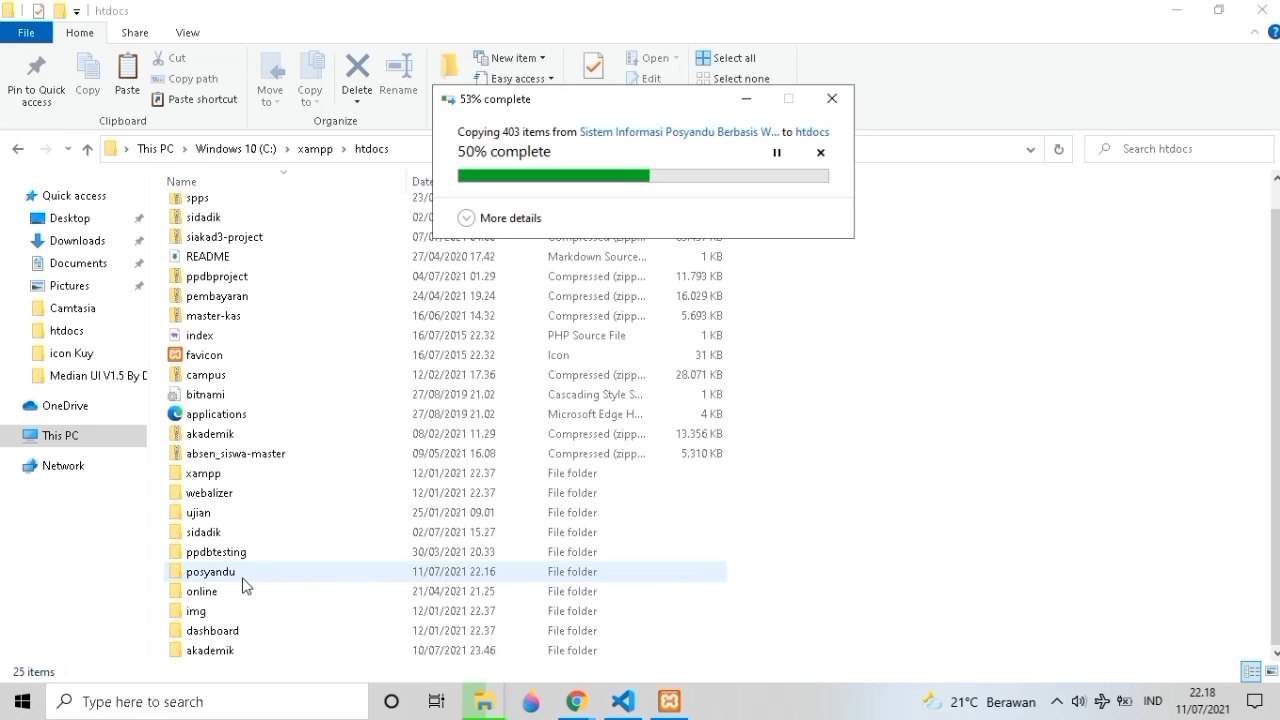 htdocs
File Home Share View
Pin to Quick access
Copy
Paste
Cut
Copy path
Paste shortcut
Clipboard
Move to
Copy to
Delete
Rename
Organize
New item
Easy access
Open
Edit
Select all
Select none
53% complete
Copying 403 items from Sistem Informasi Posyandu Berbasis W... to htdocs
50% complete
More details
This PC Windows 10 (C:) xampp htdocs
Search htdocs
Quick access
Desktop
Downloads
Documents
Pictures
Camtasia
htdocs
icon Kuy
Median UI V1.5 By D
OneDrive
This PC
Network
Name
spps
sidadik
siakad3-project
README 27/04/2020 17.42 Markdown Source... 1 KB
ppdbproject 04/07/2021 01.29 Compressed (zipp... 11.793 KB
pembayaran 24/04/2021 19.24 Compressed (zipp... 16.029 KB
master-kas 16/06/2021 14.32 Compressed (zipp... 5.693 KB
index 16/07/2015 22.32 PHP Source File 1 KB
favicon 16/07/2015 22.32 Icon 31 KB
campus 12/02/2021 17.36 Compressed (zipp... 28.071 KB
bitnami 27/08/2019 21.02 Cascading Style S... 1 KB
applications 27/08/2019 21.02 Microsoft Edge H... 4 KB
akademik 08/02/2021 11.29 Compressed (zipp... 13.356 KB
absen_siswa-master 09/05/2021 16.08 Compressed (zipp... 5.310 KB
xampp 12/01/2021 22.37 File folder
webalizer 12/01/2021 22.37 File folder
ujian 25/01/2021 09.01 File folder
sidadik 02/07/2021 15.27 File folder
ppdbtesting 30/03/2021 20.33 File folder
posyandu 11/07/2021 22.16 File folder
online 21/04/2021 21.25 File folder
img 12/01/2021 22.37 File folder
dashboard 12/01/2021 22.37 File folder
akademik 10/07/2021 23.46 File folder
25 items
Type here to search
21°C Berawan
IND
22.18
11/07/2021